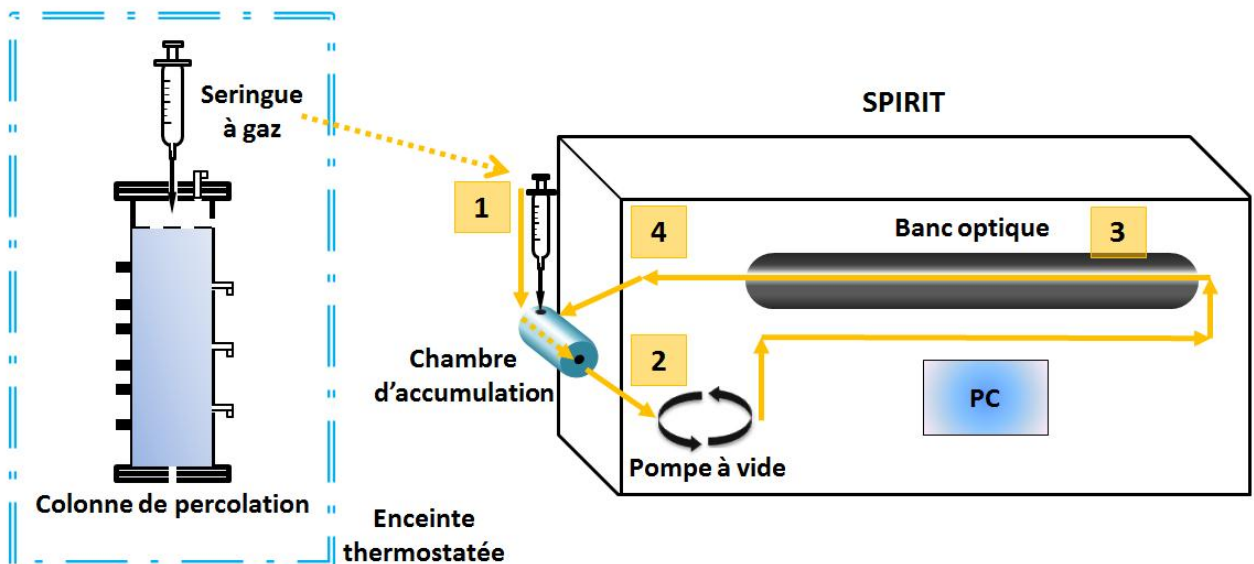 SPIRIT
Seringue
à gaz
1
4
Banc optique
3
Chambre
d'accumulation
2
PC
Pompe à vide
Colonne de percolation
Enceinte
thermostatée